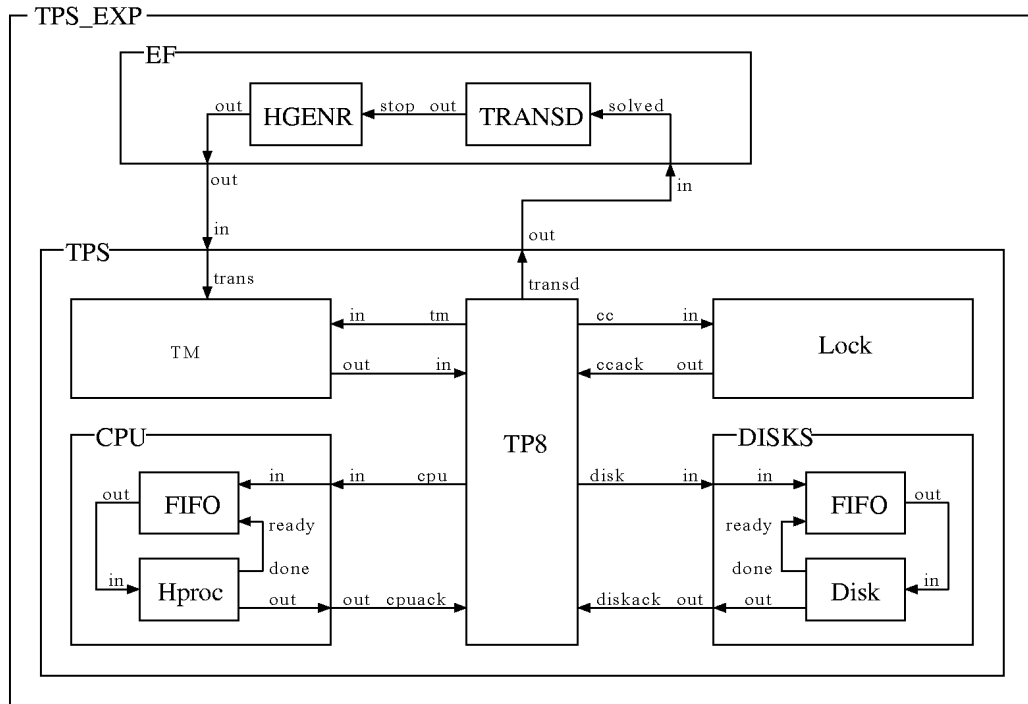 TPS_EXP
EF
out
HGENR
stop
out
TRANSD
solved
out
in
in
out
TPS
trans
transd
TM
in
tm
out
in
TP8
cc
in
ccack
out
Lock
CPU
in
in
cpu
out
FIFO
ready
done
in
Hproc
out
out
cpuack
DISKS
disk
in
in
FIFO
out
ready
done
Disk
in
diskack
out
out